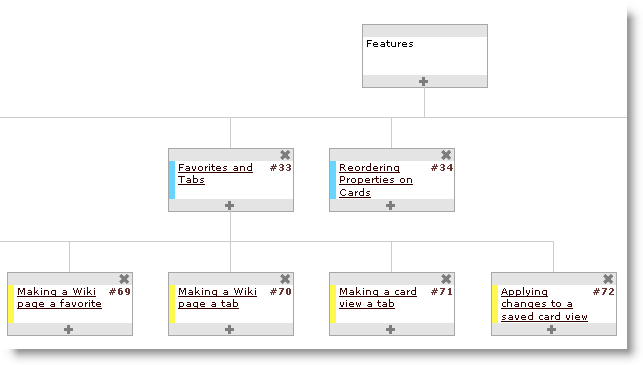 Features
Favorites and #33
Tabs
Reordering #34
Properties on
Cards
Making a Wiki #69
page a favorite
Making a Wiki #70
page a tab
Making a card #71
view a tab
Applying #72
changes to a
saved card view